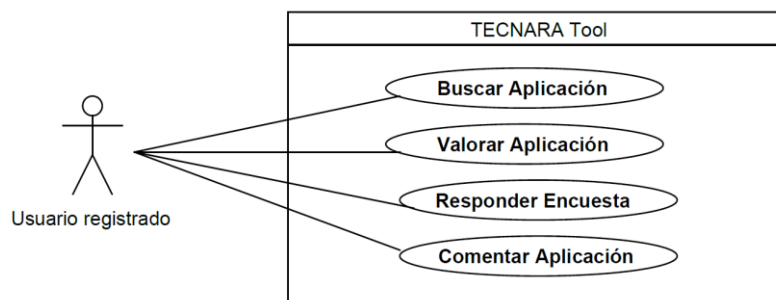 TECNARA Tool
Buscar Aplicación
Valorar Aplicación
Responder Encuesta
Usuario registrado
Comentar Aplicación